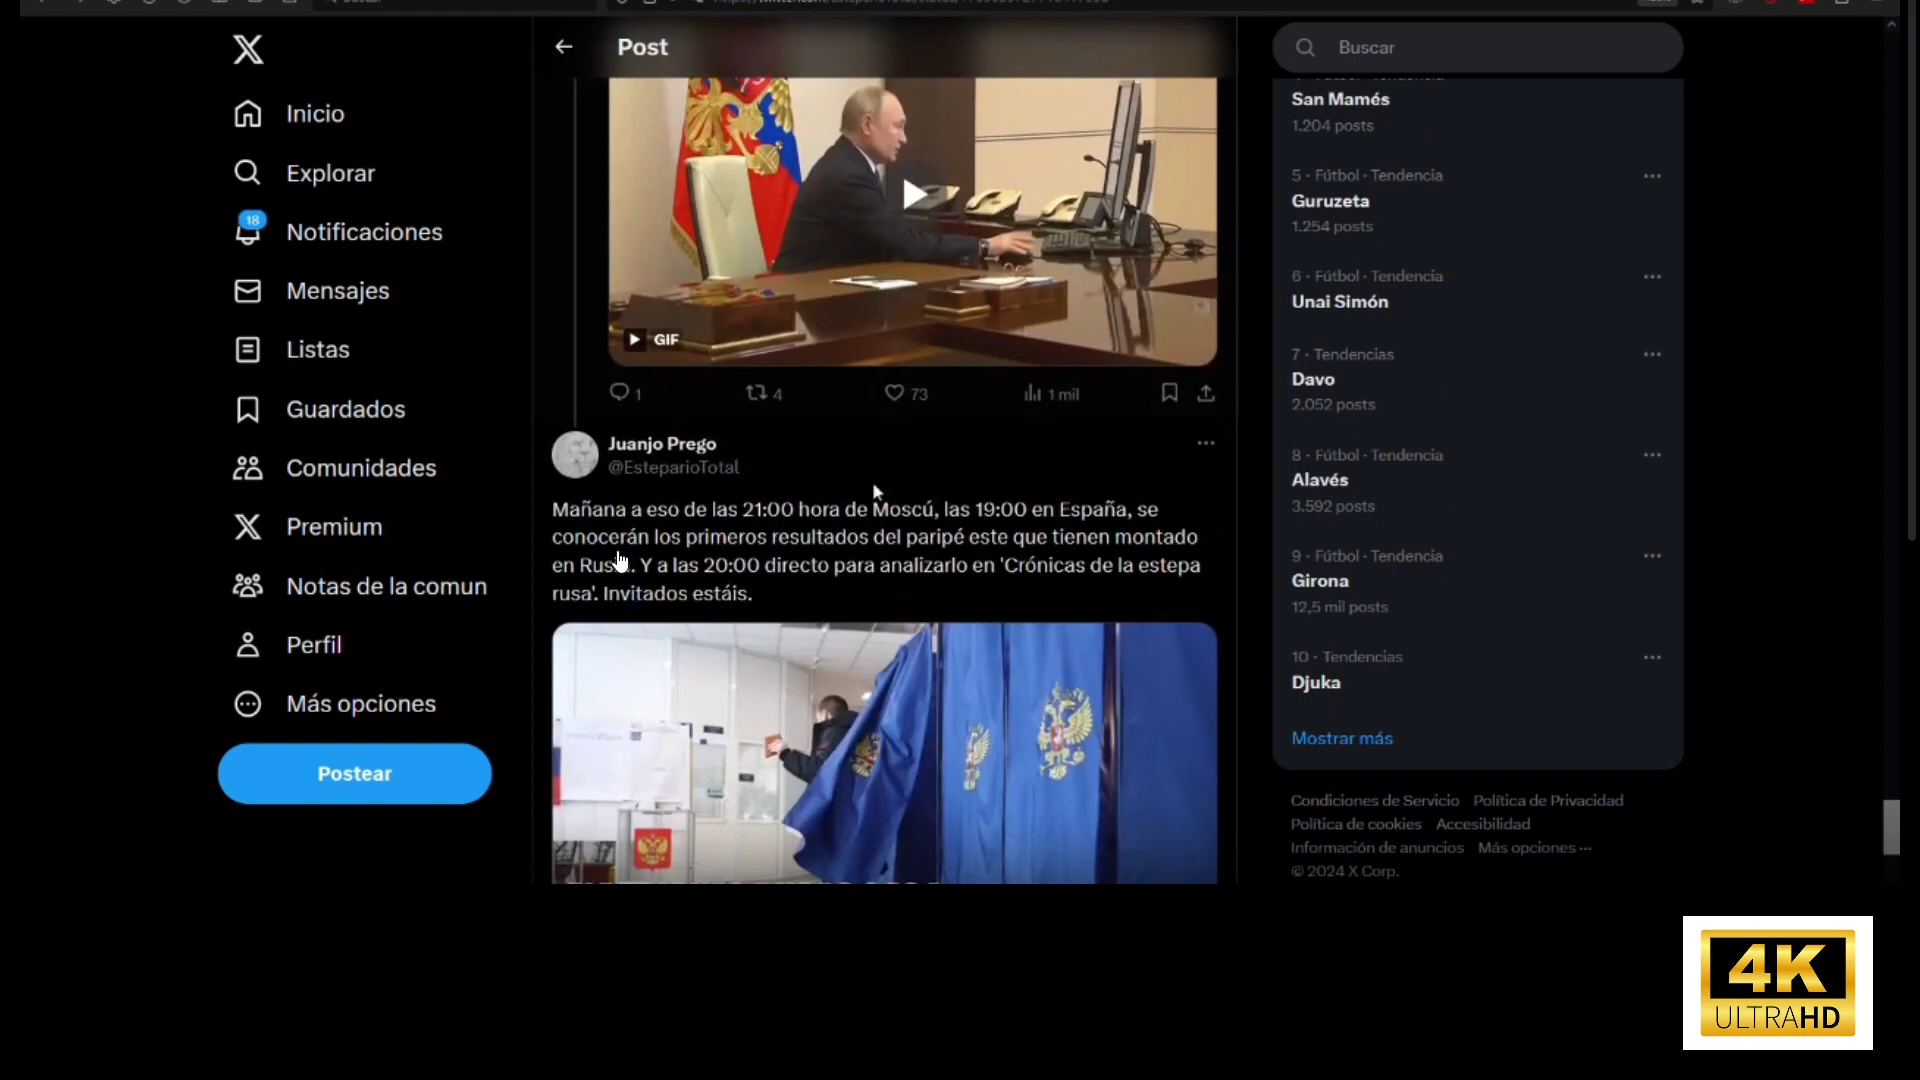 Post
Inicio
Explorar
18
Notificaciones
Mensajes
Listas
Guardados
Comunidades
Premium
Notas de la comun
Perfil
Más opciones
Postear
GIF
1
4
73
1 mil
Juanjo Prego
@EsteparioTotal
Mañana a eso de las 21:00 hora de Moscú, las 19:00 en España, se
conocerán los primeros resultados del paripé este que tienen montado
en Rus . Y a las 20:00 directo para analizarlo en 'Crónicas de la estepa
rusa'. Invitados estáis.
Buscar
San Mamés
1.204 posts
5 · Fútbol · Tendencia
Guruzeta
1.254 posts
6 · Fútbol · Tendencia
Unai Simón
7 · Tendencias
Davo
2.052 posts
8 · Fútbol · Tendencia
Alavés
3.592 posts
9 · Fútbol · Tendencia
Girona
12,5 mil posts
10 · Tendencias
Djuka
Mostrar más
Condiciones de Servicio Política de Privacidad
Política de cookies Accesibilidad
Información de anuncios Más opciones ···
© 2024 X Corp.
4K
ULTRAHD